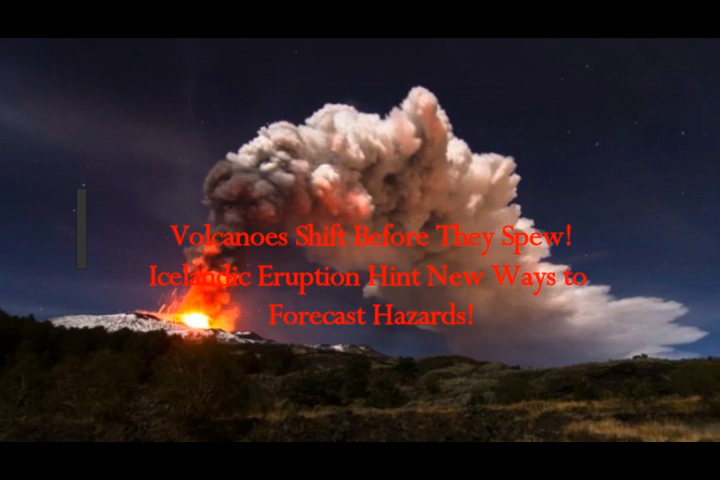 Volcanoes Shift Before They Spew!
Icelandic Eruption Hint New Ways to
Forecast Hazards!